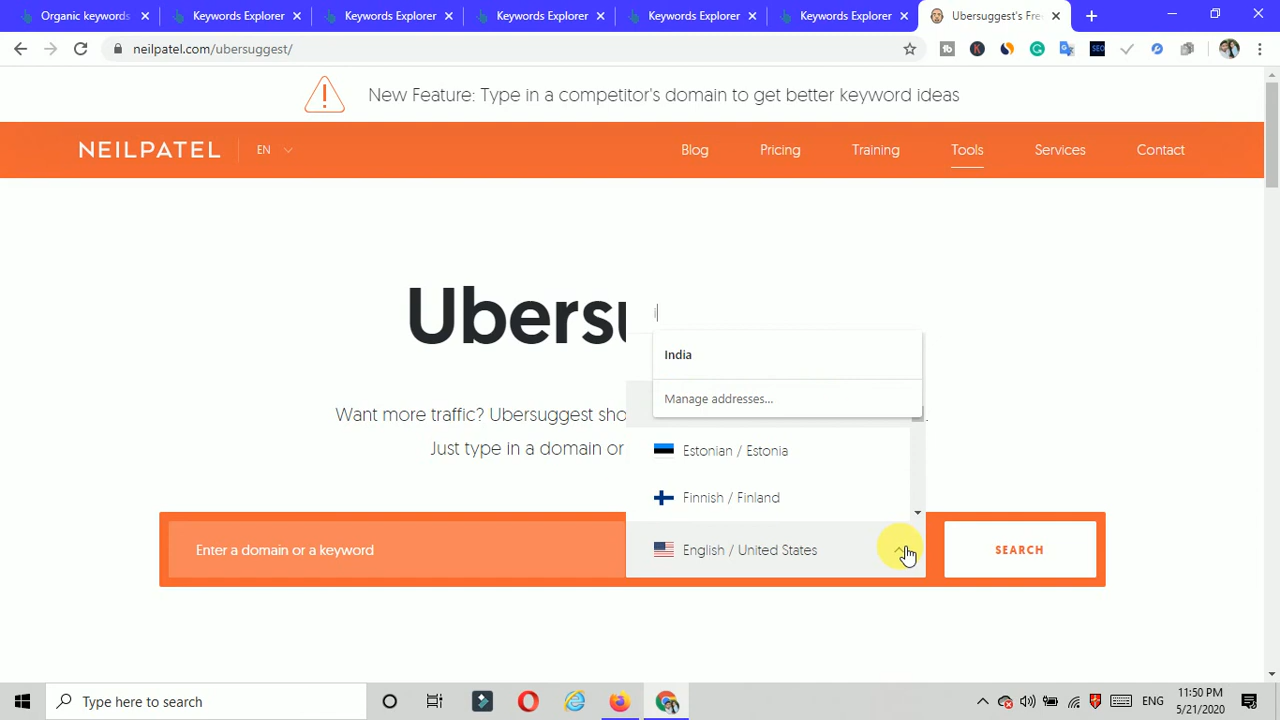 Organic keywords
Keywords Explorer
Keywords Explorer
Keywords Explorer
Keywords Explorer
Keywords Explorer
Ubersuggest's Fre
neilpatel.com/ubersuggest/
SEO
New Feature: Type in a competitor's domain to get better keyword ideas
NEILPATEL
EN
Blog
Pricing
Training
Tools
Services
Contact
Ubersu
i
India
Manage addresses...
Want more traffic? Ubersuggest sho
Just type in a domain or
Estonian / Estonia
Finnish / Finland
Enter a domain or a keyword
English / United States
SEARCH
Type here to search
ENG
11:50 PM
5/21/2020